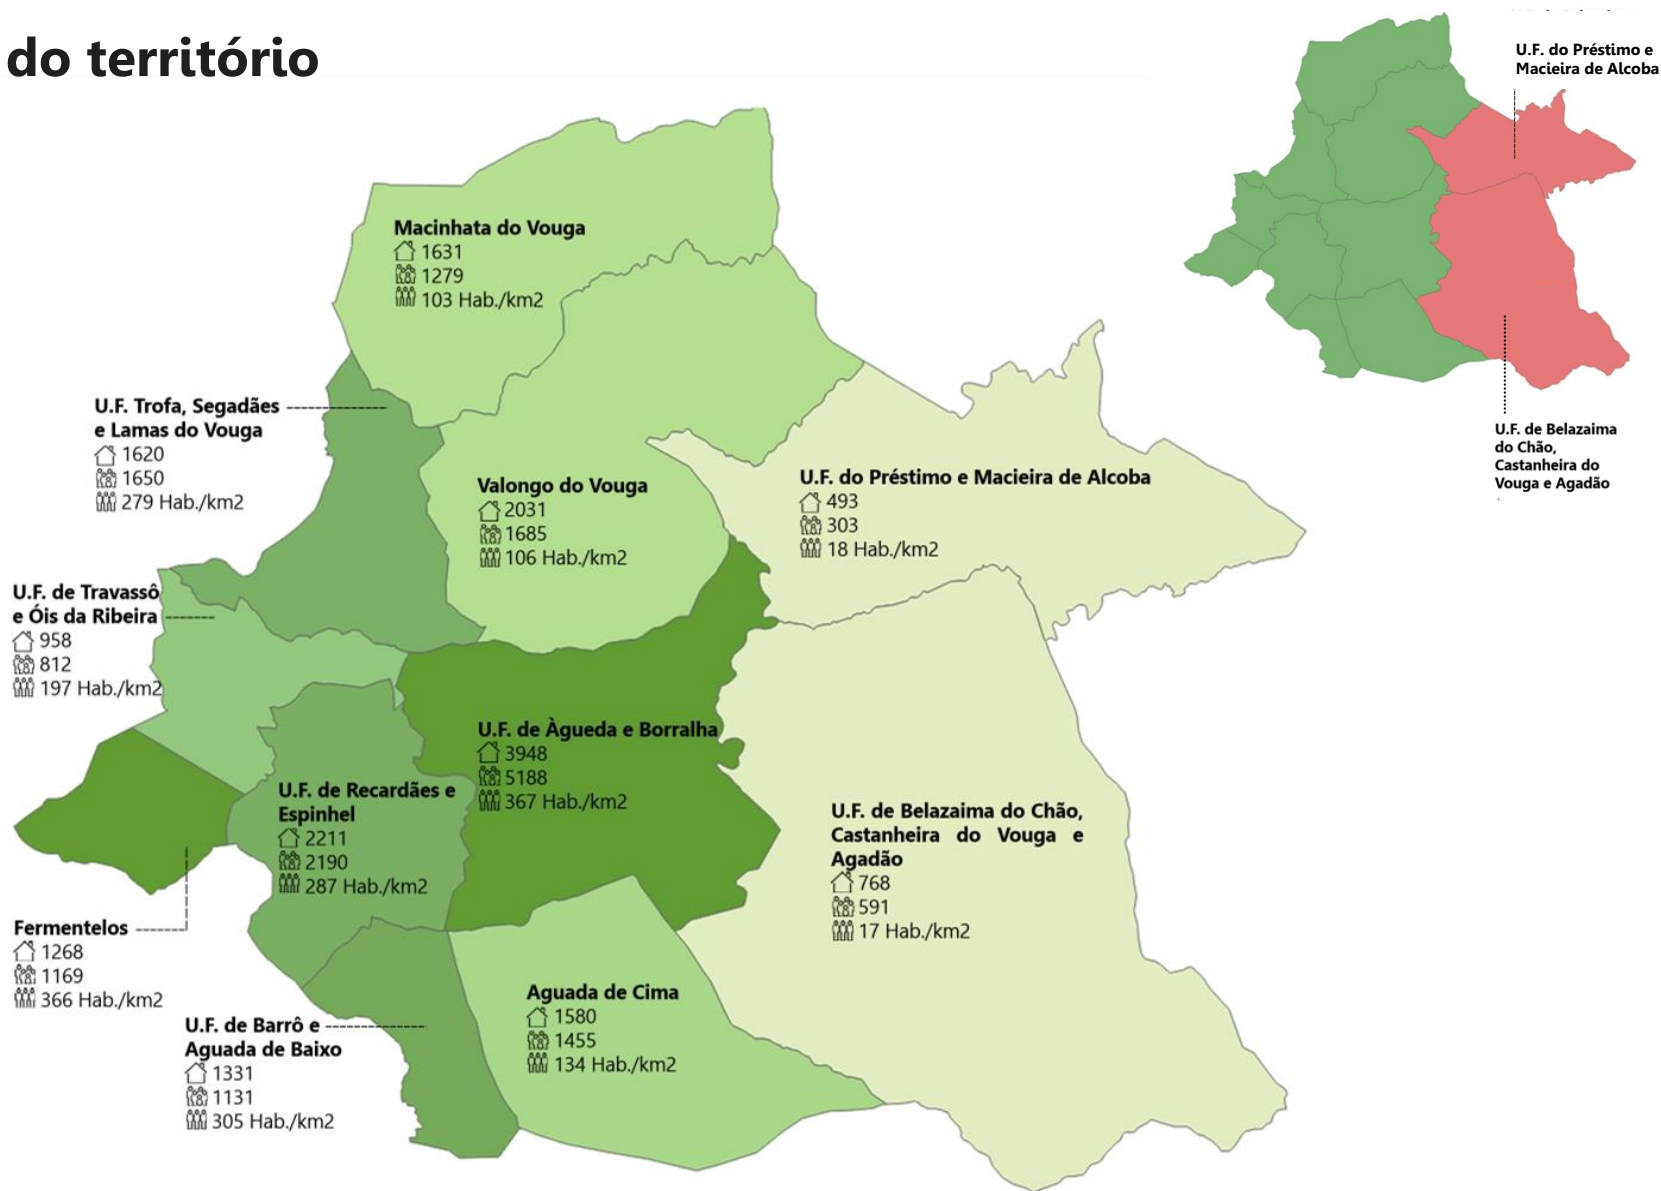 do território
U.F. do Préstimo e
Macieira de Alcoba
Macinhata do Vouga
1631
1279
103 Hab./km2
U.F. Trofa, Segadães
e Lamas do Vouga
1620
1650
279 Hab./km2
Valongo do Vouga
2031
1685
106 Hab./km2
U.F. do Préstimo e Macieira de Alcoba
493
303
18 Hab./km2
U.F. de Belazaima
do Chão,
Castanheira do
Vouga e Agadão
U.F. de Travassô
e Óis da Ribeira
958
812
197 Hab./km2
U.F. de Àgueda e Borralha
3948
5188
367 Hab./km2
U.F. de Recardães e
Espinhel
2211
2190
287 Hab./km2
U.F. de Belazaima do Chão,
Castanheira do Vouga e
Agadão
768
591
17 Hab./km2
Fermentelos
1268
1169
366 Hab./km2
Aguada de Cima
1580
1455
134 Hab./km2
U.F. de Barrô e
Aguada de Baixo
1331
1131
305 Hab./km2